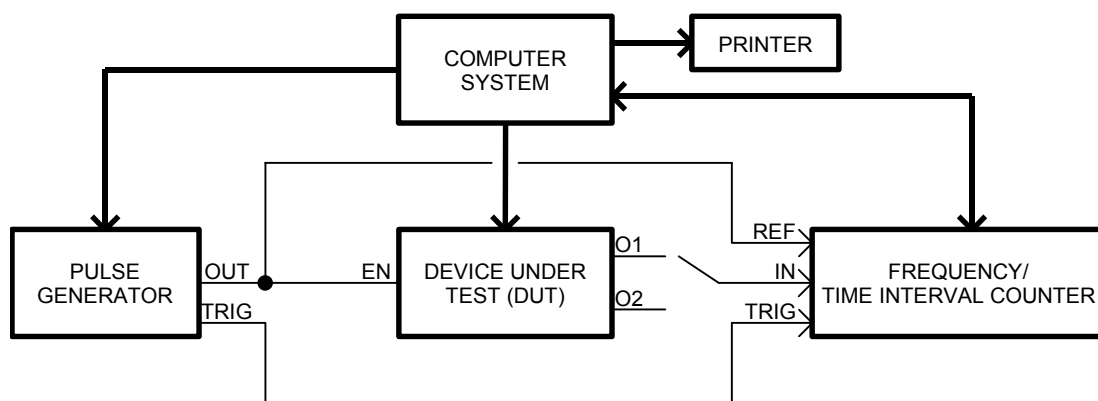 COMPUTER
SYSTEM
PRINTER
PULSE
GENERATOR
OUT
TRIG
EN
DEVICE UNDER
TEST (DUT)
O1
O2
REF
IN
TRIG
FREQUENCY/
TIME INTERVAL COUNTER